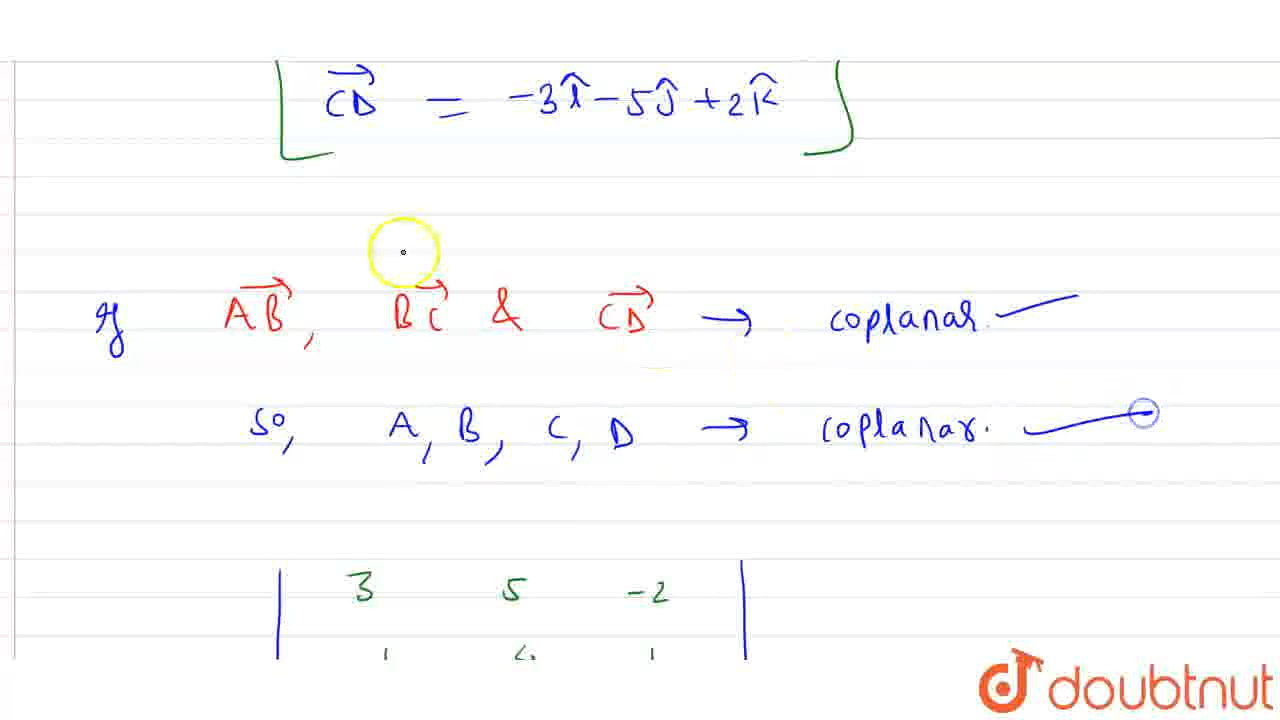 CD = -3î - 5ĵ + 2k̂
If AB, BC & CD → coplanar.
So, A, B, C, D → coplanar.
3 5 -2
doubtnut